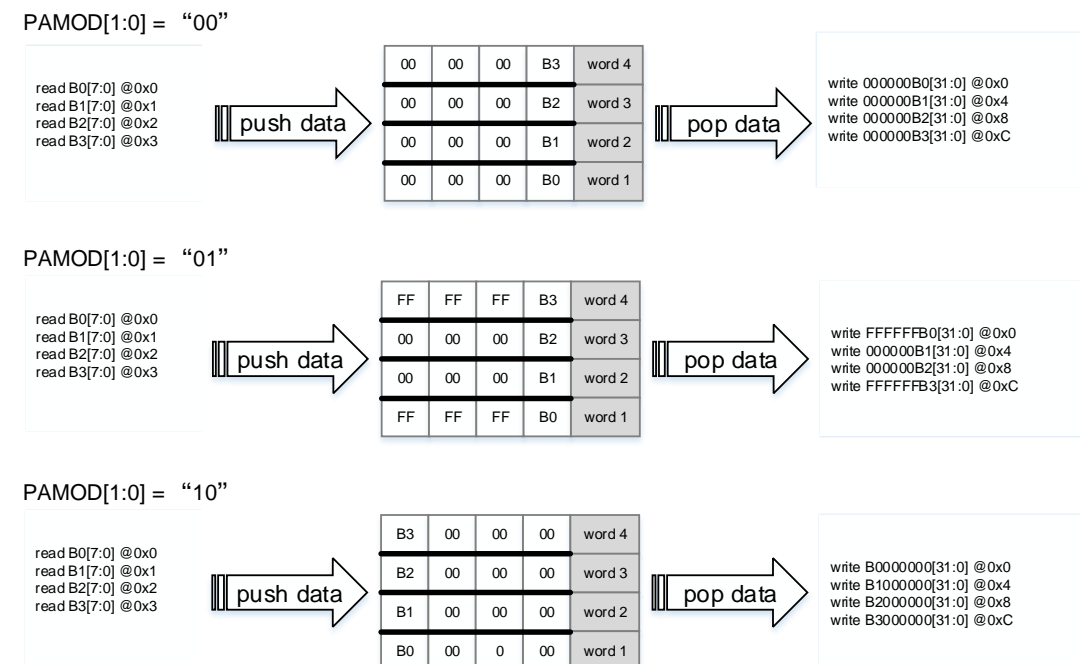 PAMOD[1:0] = “00”
read B0[7:0] @0x0
read B1[7:0] @0x1
read B2[7:0] @0x2
read B3[7:0] @0x3
push data
00 00 00 B3 word 4
00 00 00 B2 word 3
00 00 00 B1 word 2
00 00 00 B0 word 1
pop data
write 000000B0[31:0] @0x0
write 000000B1[31:0] @0x4
write 000000B2[31:0] @0x8
write 000000B3[31:0] @0xC
PAMOD[1:0] = “01”
read B0[7:0] @0x0
read B1[7:0] @0x1
read B2[7:0] @0x2
read B3[7:0] @0x3
push data
FF FF FF B3 word 4
00 00 00 B2 word 3
00 00 00 B1 word 2
FF FF FF B0 word 1
pop data
write FFFFFFB0[31:0] @0x0
write 000000B1[31:0] @0x4
write 000000B2[31:0] @0x8
write FFFFFFB3[31:0] @0xC
PAMOD[1:0] = “10”
read B0[7:0] @0x0
read B1[7:0] @0x1
read B2[7:0] @0x2
read B3[7:0] @0x3
push data
B3 00 00 00 word 4
B2 00 00 00 word 3
B1 00 00 00 word 2
B0 00 0 00 word 1
pop data
write B0000000[31:0] @0x0
write B1000000[31:0] @0x4
write B2000000[31:0] @0x8
write B3000000[31:0] @0xC